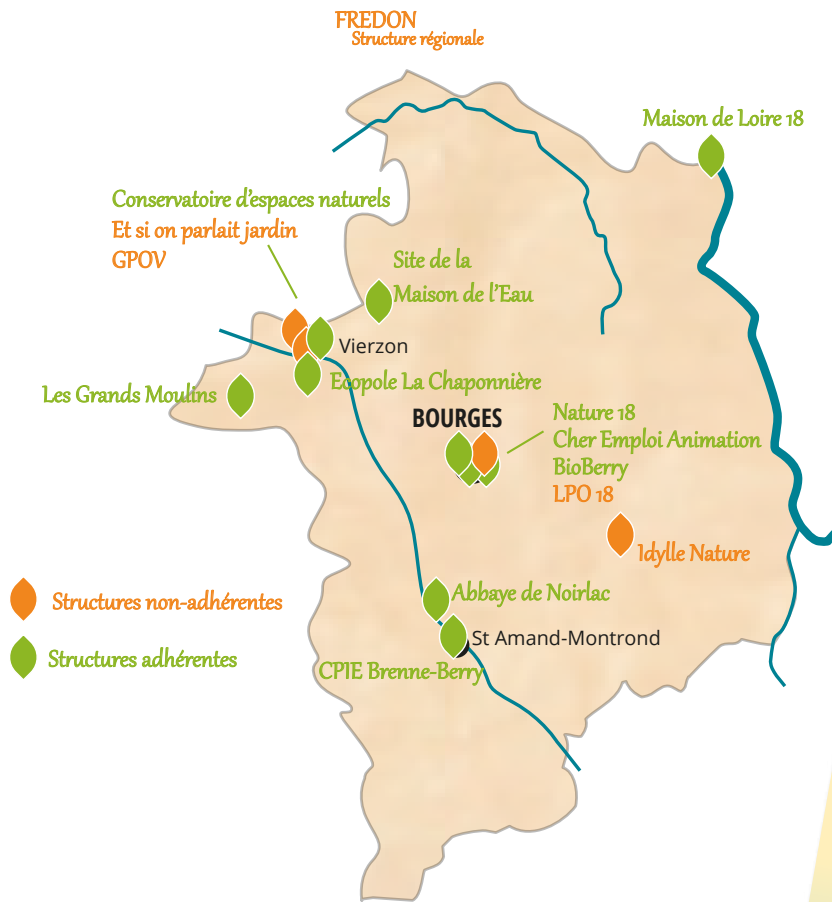 FREDON
Structure régionale
Maison de Loire 18
Conservatoire d'espaces naturels
Et si on parlait jardin
GPOV
Site de la
Maison de l'Eau
Vierzon
Ecopole La Chaponnière
Les Grands Moulins
BOURGES
Nature 18
Cher Emploi Animation
BioBerry
LPO 18
Idylle Nature
Abbaye de Noirlac
St Amand-Montrond
CPIE Brenne-Berry
Structures non-adhérentes
Structures adhérentes